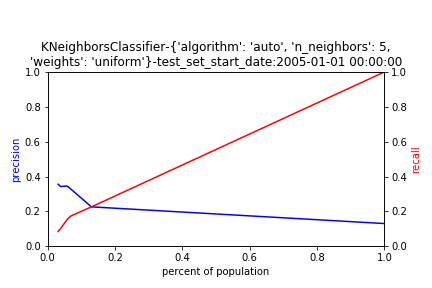 KNeighborsClassifier-{'algorithm': 'auto', 'n_neighbors': 5,
'weights': 'uniform'}-test_set_start_date:2005-01-01 00:00:00
1.0
0.8
0.6
0.4
0.2
0.0
precision
1.0
0.8
0.6
0.4
0.2
0.0
recall
0.0 0.2 0.4 0.6 0.8 1.0
percent of population